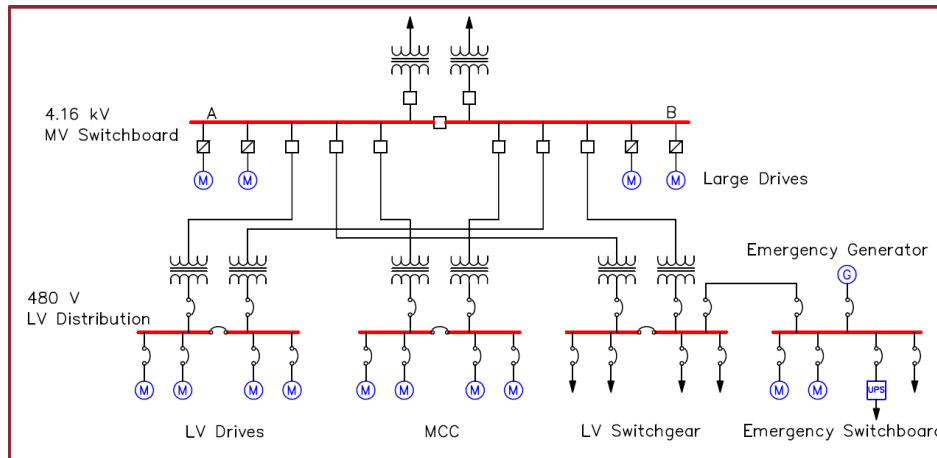 4.16 kV
MV Switchboard
A
B
M
M
M
M
Large Drives
Emergency Generator
G
480 V
LV Distribution
M
M
M
M
M
M
M
M
M
M
UPS
LV Drives
MCC
LV Switchgear
Emergency Switchboard